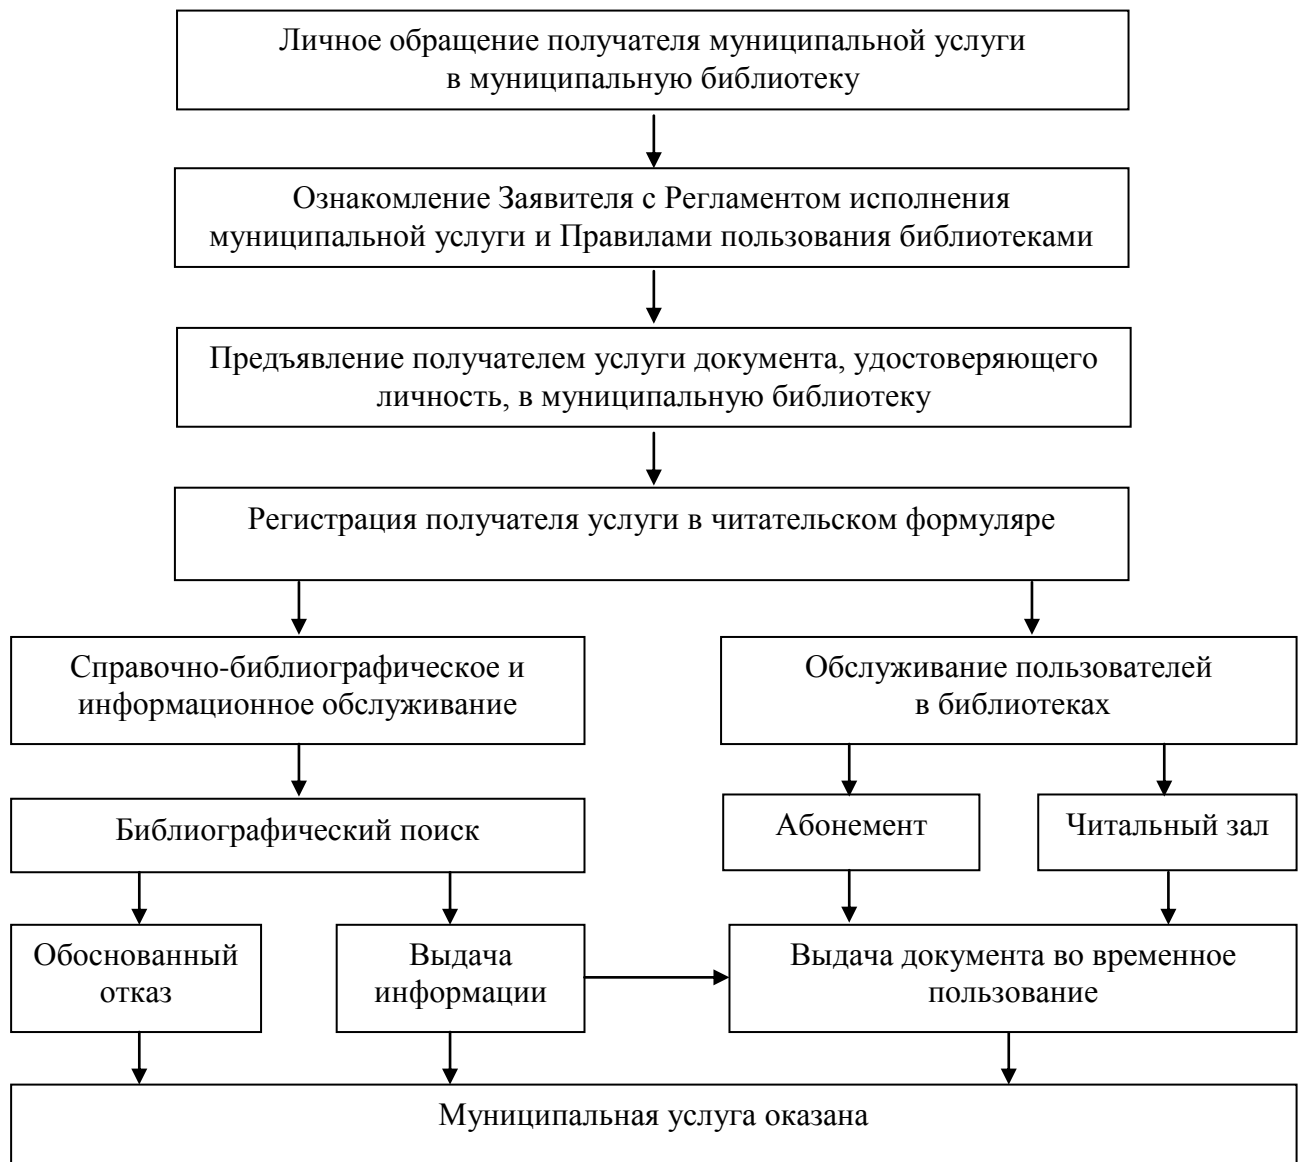 Личное обращение получателя муниципальной услуги
в муниципальную библиотеку
Ознакомление Заявителя с Регламентом исполнения
муниципальной услуги и Правилами пользования библиотеками
Предъявление получателем услуги документа, удостоверяющего
личность, в муниципальную библиотеку
Регистрация получателя услуги в читательском формуляре
Справочно-библиографическое и
информационное обслуживание
Обслуживание пользователей
в библиотеках
Библиографический поиск
Абонемент
Читальный зал
Обоснованный
отказ
Выдача
информации
Выдача документа во временное
пользование
Муниципальная услуга оказана